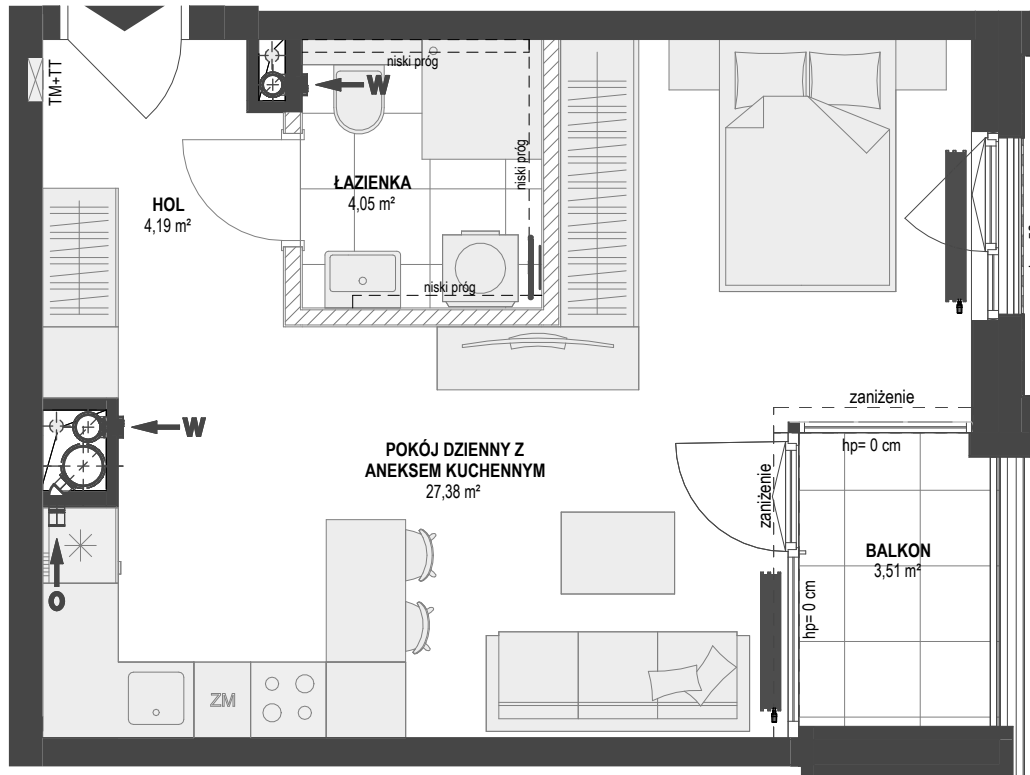 TM+TT
niski próg
W
niski próg
ŁAZIENKA
4,05 m²
HOL
4,19 m²
niski próg
zaniżenie
W
hp= 0 cm
POKÓJ DZIENNY Z
ANEKSEM KUCHENNYM
27,38 m²
zaniżenie
BALKON
3,51 m²
O
hp= 0 cm
ZM